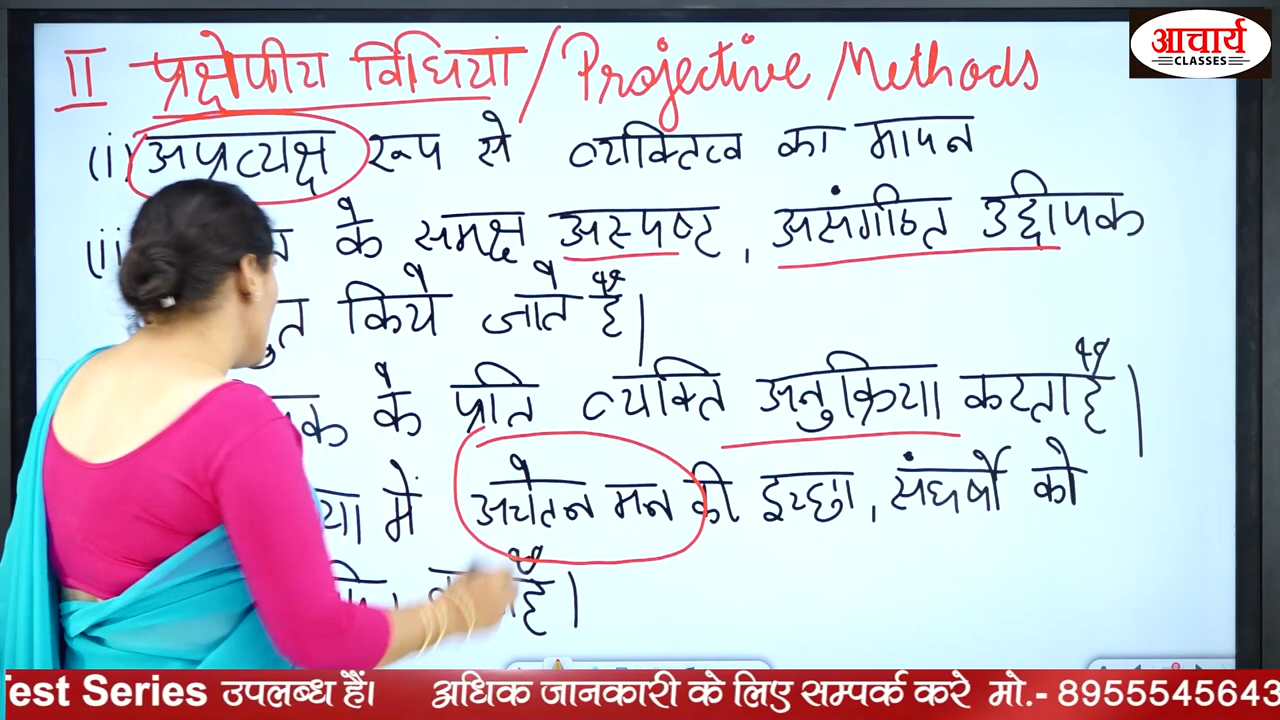 आचार्य
CLASSES
II प्रक्षेपीय विधियां / Projective Methods
(i) अप्रत्यक्ष रूप से व्यक्तित्व का मापन
(ii के समक्ष अस्पष्ट, असंगठित उद्दीपक
किये जाते हैं।
के प्रति व्यक्ति अनुक्रिया करता है।
में अचेतन मन की इच्छा, संघर्षों को
है।
Test Series उपलब्ध हैं। अधिक जानकारी के लिए सम्पर्क करे मो.- 8955545643